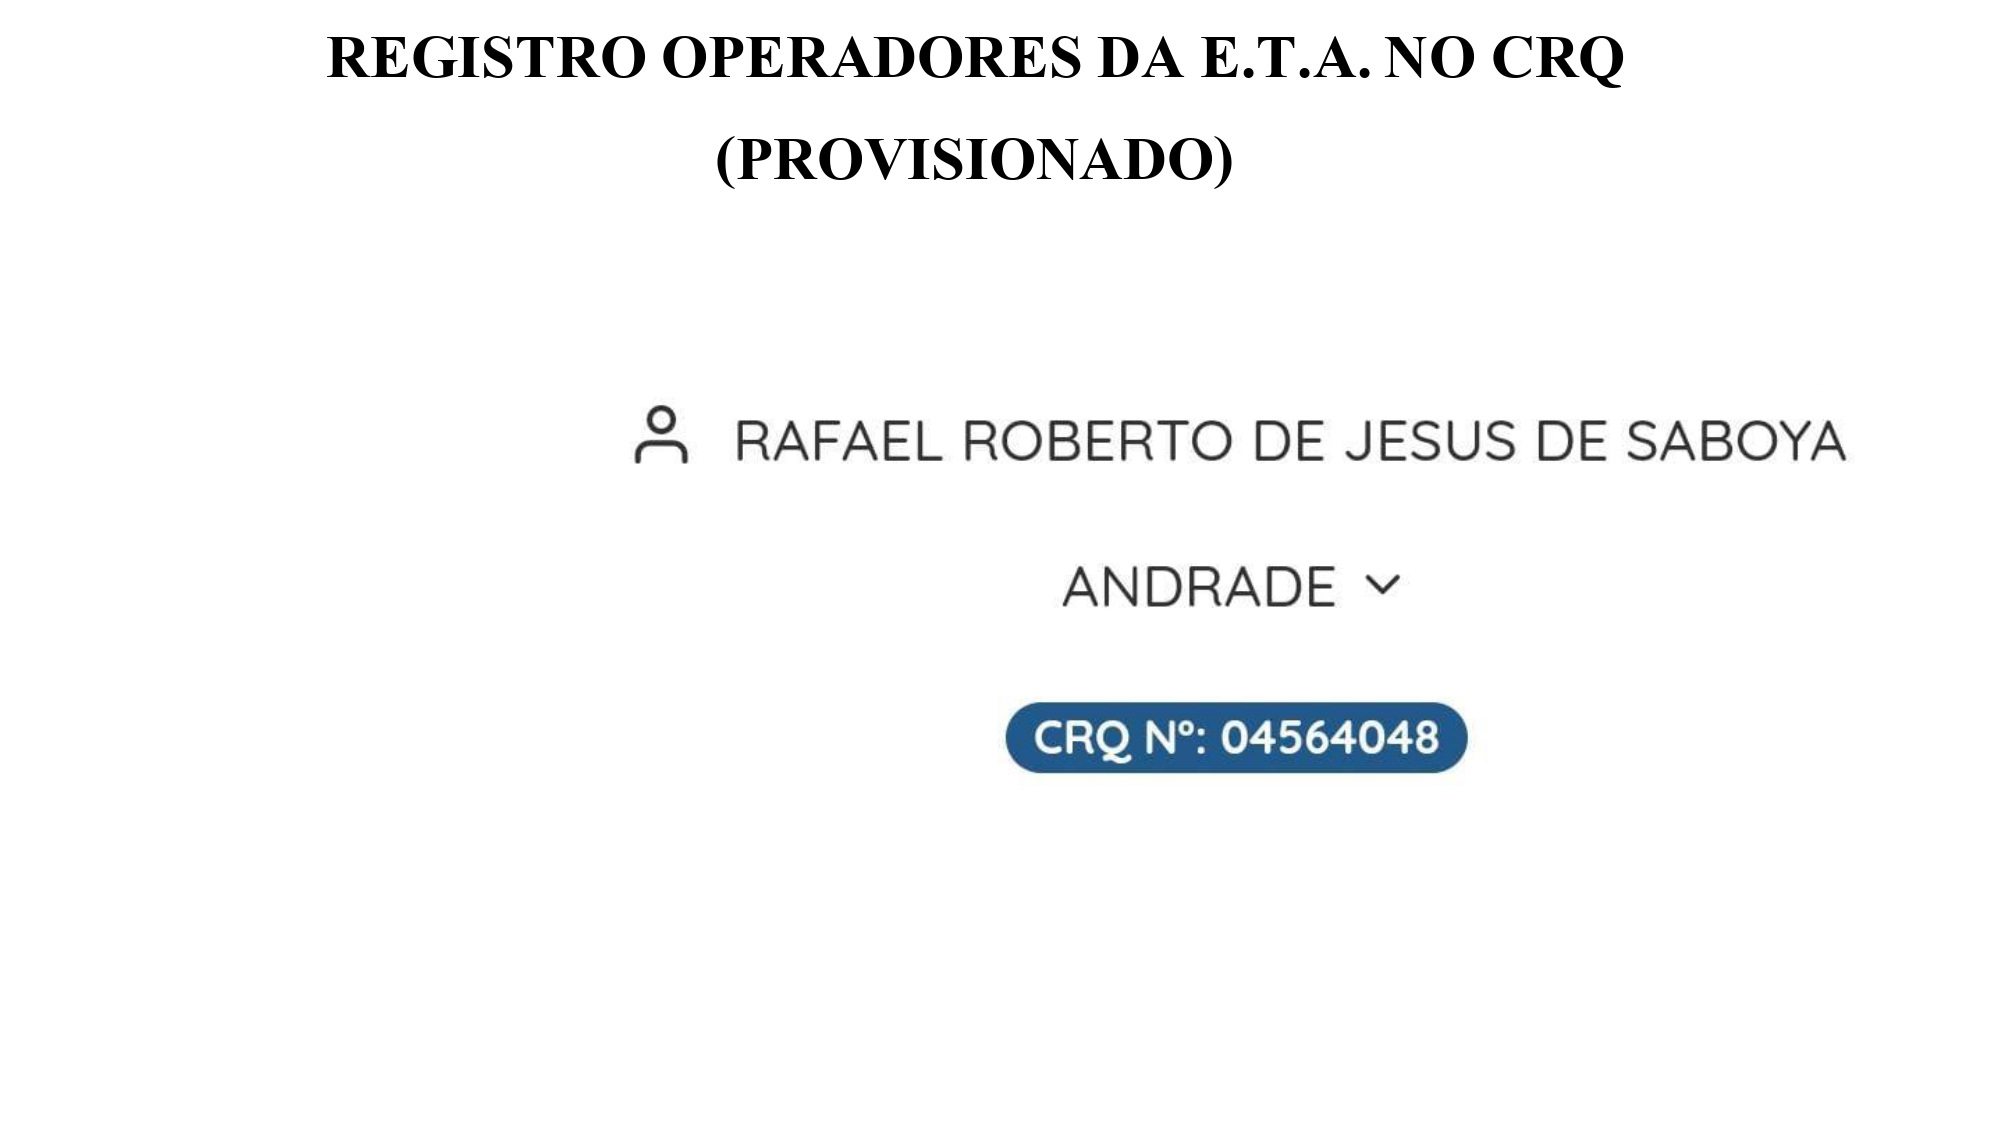 REGISTRO OPERADORES DA E.T.A. NO CRQ
(PROVISIONADO)
RAFAEL ROBERTO DE JESUS DE SABOYA
ANDRADE
CRQ Nº: 04564048